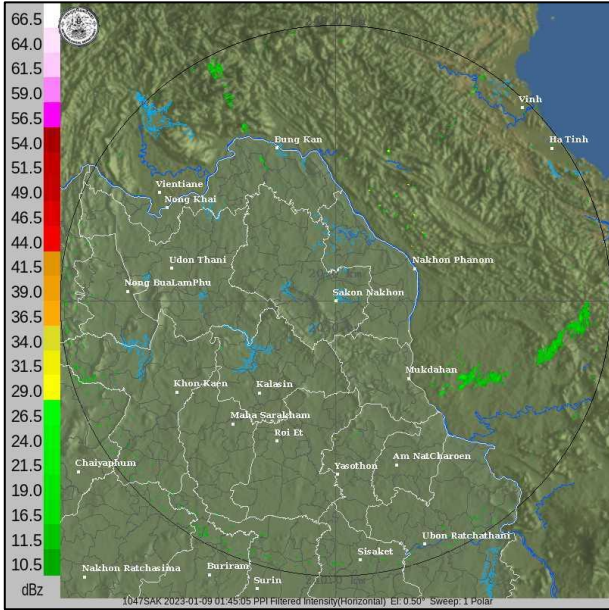 66.5
64.0
61.5
59.0
56.5
54.0
51.5
49.0
46.5
44.0
41.5
39.0
36.5
34.0
31.5
29.0
26.5
24.0
21.5
19.0
16.5
14.0
11.5
10.5
dBz
Vinh
Ha Tinh
Bung Kan
Vientiane
Nong Khai
Udon Thani
Nakhon Phanom
Nong BuaLamPhu
Sakon Nakhon
Mukdahan
Khon Kaen
Kalasin
Maha Sarakham
Roi Et
Chaiyaphum
Yasothon
Am NatCharoen
Ubon Ratchathani
Sisaket
Nakhon Ratchasima
Buriram
Surin
1047SAK 2023-01-09 01:45:05 PPI Filtered Intensity(Horizontal) El: 0.50° Sweep: 1 Polar